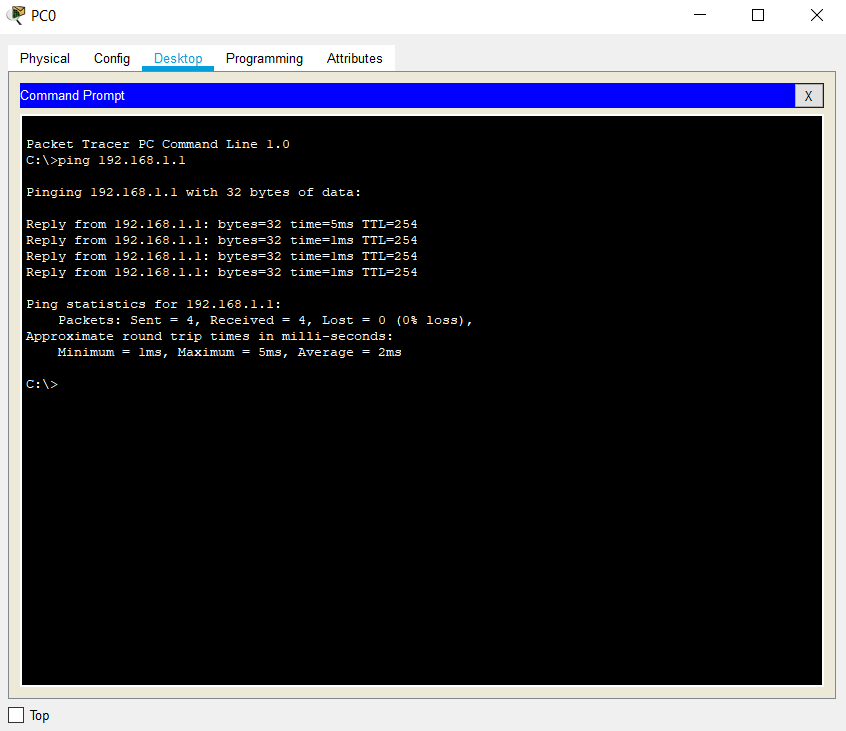 PC0
Physical Config Desktop Programming Attributes
Command Prompt
X
Packet Tracer PC Command Line 1.0
C:\>ping 192.168.1.1
Pinging 192.168.1.1 with 32 bytes of data:
Reply from 192.168.1.1: bytes=32 time=5ms TTL=254
Reply from 192.168.1.1: bytes=32 time=1ms TTL=254
Reply from 192.168.1.1: bytes=32 time=1ms TTL=254
Reply from 192.168.1.1: bytes=32 time=1ms TTL=254
Ping statistics for 192.168.1.1:
Packets: Sent = 4, Received = 4, Lost = 0 (0% loss),
Approximate round trip times in milli-seconds:
Minimum = 1ms, Maximum = 5ms, Average = 2ms
C:\>
Top